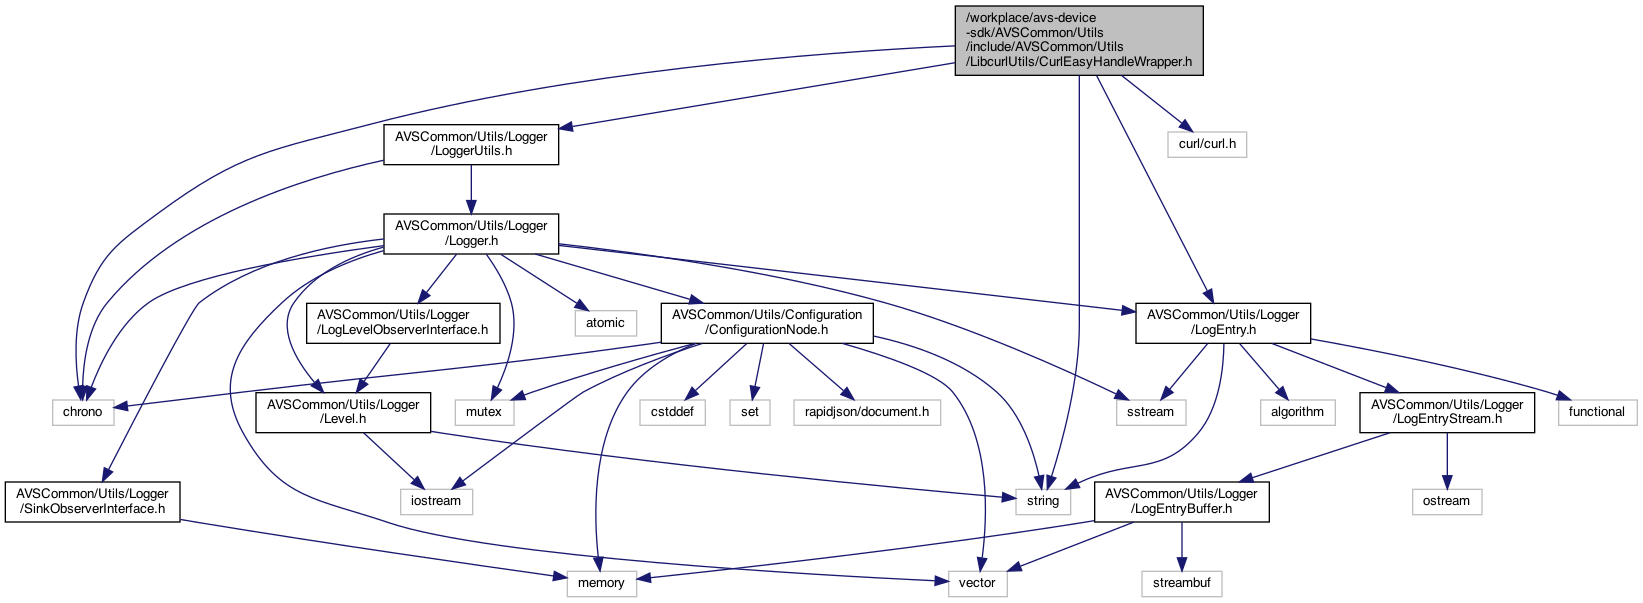 /workplace/avs-device
-sdk/AVSCommon/Utils
/include/AVSCommon/Utils
/LibcurlUtils/CurlEasyHandleWrapper.h
AVSCommon/Utils/Logger
/LoggerUtils.h
curl/curl.h
AVSCommon/Utils/Logger
/Logger.h
AVSCommon/Utils/Logger
/LogLevelObserverInterface.h
atomic
AVSCommon/Utils/Configuration
/ConfigurationNode.h
AVSCommon/Utils/Logger
/LogEntry.h
chrono
AVSCommon/Utils/Logger
/Level.h
mutex
cstddef
set
rapidjson/document.h
sstream
algorithm
AVSCommon/Utils/Logger
/LogEntryStream.h
functional
AVSCommon/Utils/Logger
/SinkObserverInterface.h
iostream
string
AVSCommon/Utils/Logger
/LogEntryBuffer.h
ostream
memory
vector
streambuf